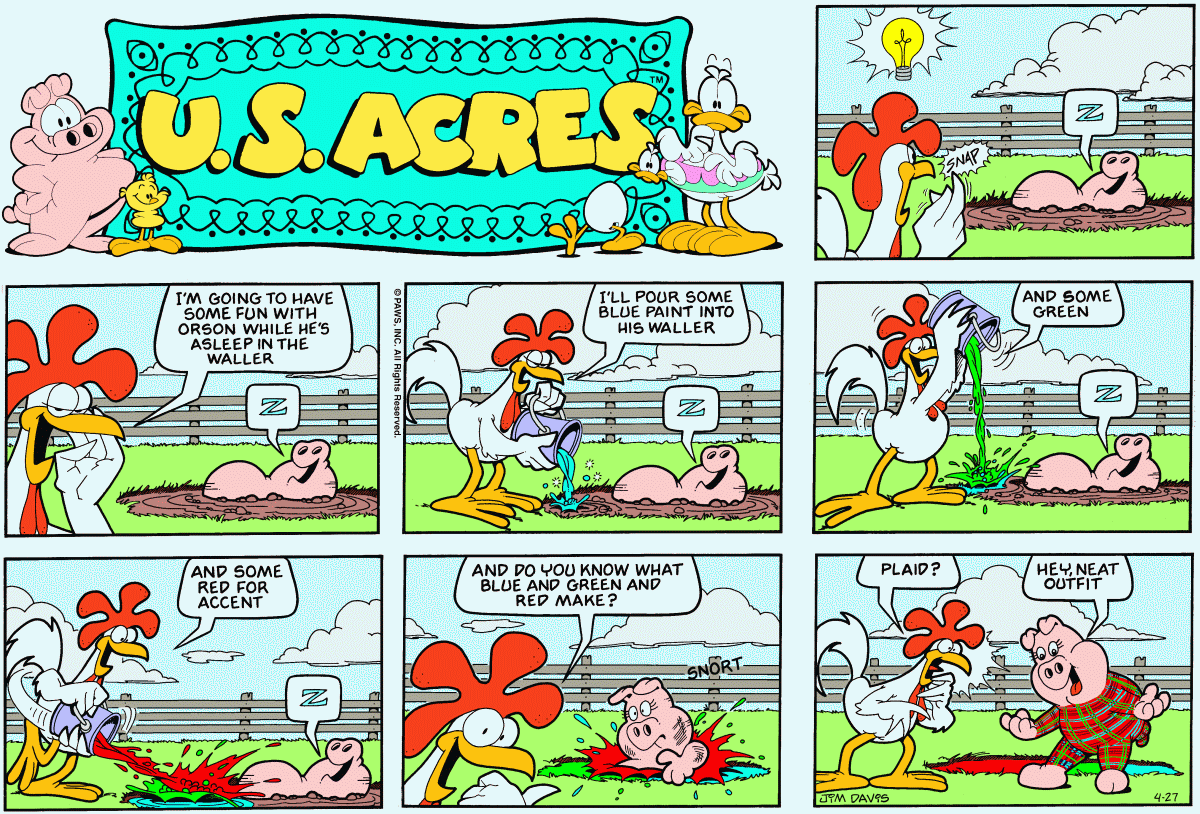 U.S. ACRES
™
SNAP
Z
I'M GOING TO HAVE
SOME FUN WITH
ORSON WHILE HE'S
ASLEEP IN THE
WALLER
Z
© PAWS, INC. All Rights Reserved.
I'LL POUR SOME
BLUE PAINT INTO
HIS WALLER
Z
AND SOME
GREEN
Z
AND SOME
RED FOR
ACCENT
Z
AND DO YOU KNOW WHAT
BLUE AND GREEN AND
RED MAKE?
SNORT
PLAID?
HEY, NEAT
OUTFIT
JIM DAVIS
4-27